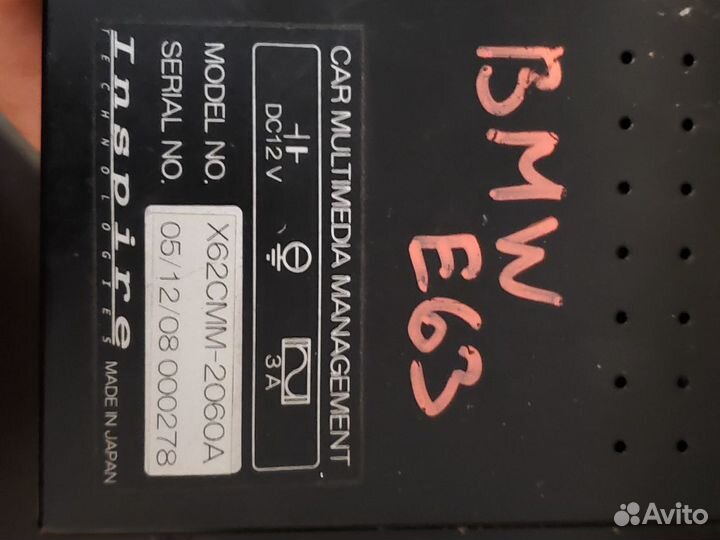 BMW
E63
CAR MULTIMEDIA MANAGEMENT
DC12V 3A
MODEL NO. X62CMM-2060A
SERIAL NO. 05/12/08 000278
Inspire MADE IN JAPAN
TECHNOLOGIES
Avito